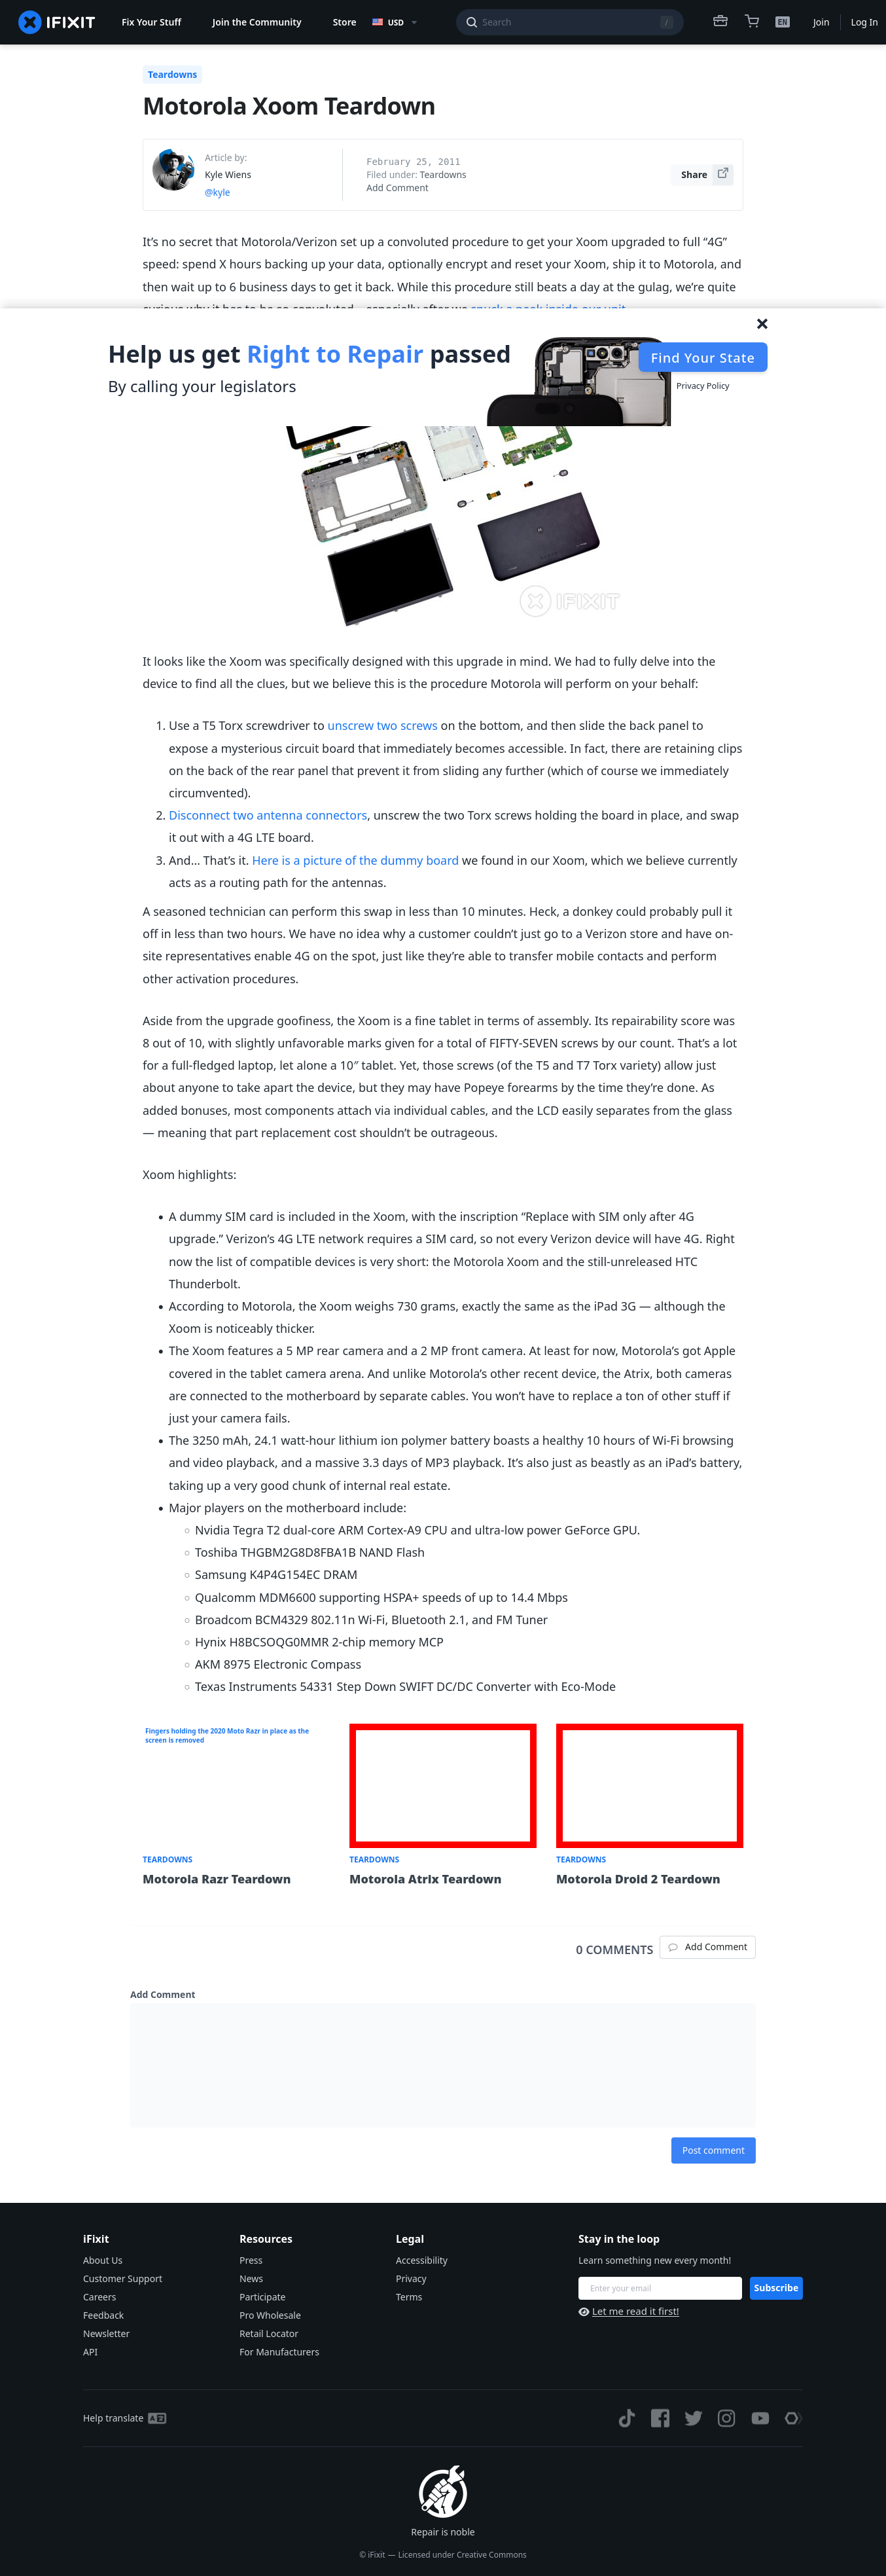 IFIXIT
Fix Your Stuff
Join the Community
Store
USD
Search
/
EN
Join
Log In
Teardowns
Motorola Xoom Teardown
Article by:
Kyle Wiens
@kyle
February 25, 2011
Filed under: Teardowns
Add Comment
Share
It’s no secret that Motorola/Verizon set up a convoluted procedure to get your Xoom upgraded to full “4G”
speed: spend X hours backing up your data, optionally encrypt and reset your Xoom, ship it to Motorola, and
then wait up to 6 business days to get it back. While this procedure still beats a day at the gulag, we’re quite
Help us get Right to Repair passed
By calling your legislators
Find Your State
Privacy Policy
IFIXIT
It looks like the Xoom was specifically designed with this upgrade in mind. We had to fully delve into the
device to find all the clues, but we believe this is the procedure Motorola will perform on your behalf:
1. Use a T5 Torx screwdriver to unscrew two screws on the bottom, and then slide the back panel to
expose a mysterious circuit board that immediately becomes accessible. In fact, there are retaining clips
on the back of the rear panel that prevent it from sliding any further (which of course we immediately
circumvented).
2. Disconnect two antenna connectors, unscrew the two Torx screws holding the board in place, and swap
it out with a 4G LTE board.
3. And… That’s it. Here is a picture of the dummy board we found in our Xoom, which we believe currently
acts as a routing path for the antennas.
A seasoned technician can perform this swap in less than 10 minutes. Heck, a donkey could probably pull it
off in less than two hours. We have no idea why a customer couldn’t just go to a Verizon store and have on-
site representatives enable 4G on the spot, just like they’re able to transfer mobile contacts and perform
other activation procedures.
Aside from the upgrade goofiness, the Xoom is a fine tablet in terms of assembly. Its repairability score was
8 out of 10, with slightly unfavorable marks given for a total of FIFTY-SEVEN screws by our count. That’s a lot
for a full-fledged laptop, let alone a 10″ tablet. Yet, those screws (of the T5 and T7 Torx variety) allow just
about anyone to take apart the device, but they may have Popeye forearms by the time they’re done. As
added bonuses, most components attach via individual cables, and the LCD easily separates from the glass
— meaning that part replacement cost shouldn’t be outrageous.
Xoom highlights:
• A dummy SIM card is included in the Xoom, with the inscription “Replace with SIM only after 4G
upgrade.” Verizon’s 4G LTE network requires a SIM card, so not every Verizon device will have 4G. Right
now the list of compatible devices is very short: the Motorola Xoom and the still-unreleased HTC
Thunderbolt.
• According to Motorola, the Xoom weighs 730 grams, exactly the same as the iPad 3G — although the
Xoom is noticeably thicker.
• The Xoom features a 5 MP rear camera and a 2 MP front camera. At least for now, Motorola’s got Apple
covered in the tablet camera arena. And unlike Motorola’s other recent device, the Atrix, both cameras
are connected to the motherboard by separate cables. You won’t have to replace a ton of other stuff if
just your camera fails.
• The 3250 mAh, 24.1 watt-hour lithium ion polymer battery boasts a healthy 10 hours of Wi-Fi browsing
and video playback, and a massive 3.3 days of MP3 playback. It’s also just as beastly as an iPad’s battery,
taking up a very good chunk of internal real estate.
• Major players on the motherboard include:
◦ Nvidia Tegra T2 dual-core ARM Cortex-A9 CPU and ultra-low power GeForce GPU.
◦ Toshiba THGBM2G8D8FBA1B NAND Flash
◦ Samsung K4P4G154EC DRAM
◦ Qualcomm MDM6600 supporting HSPA+ speeds of up to 14.4 Mbps
◦ Broadcom BCM4329 802.11n Wi-Fi, Bluetooth 2.1, and FM Tuner
◦ Hynix H8BCSOQG0MMR 2-chip memory MCP
◦ AKM 8975 Electronic Compass
◦ Texas Instruments 54331 Step Down SWIFT DC/DC Converter with Eco-Mode
Fingers holding the 2020 Moto Razr in place as the
screen is removed
TEARDOWNS
Motorola Razr Teardown
TEARDOWNS
Motorola Atrix Teardown
TEARDOWNS
Motorola Droid 2 Teardown
0 COMMENTS
Add Comment
Add Comment
Post comment
iFixit
About Us
Customer Support
Careers
Feedback
Newsletter
API
Resources
Press
News
Participate
Pro Wholesale
Retail Locator
For Manufacturers
Legal
Accessibility
Privacy
Terms
Stay in the loop
Learn something new every month!
Enter your email
Subscribe
Let me read it first!
Help translate
Repair is noble
© iFixit — Licensed under Creative Commons